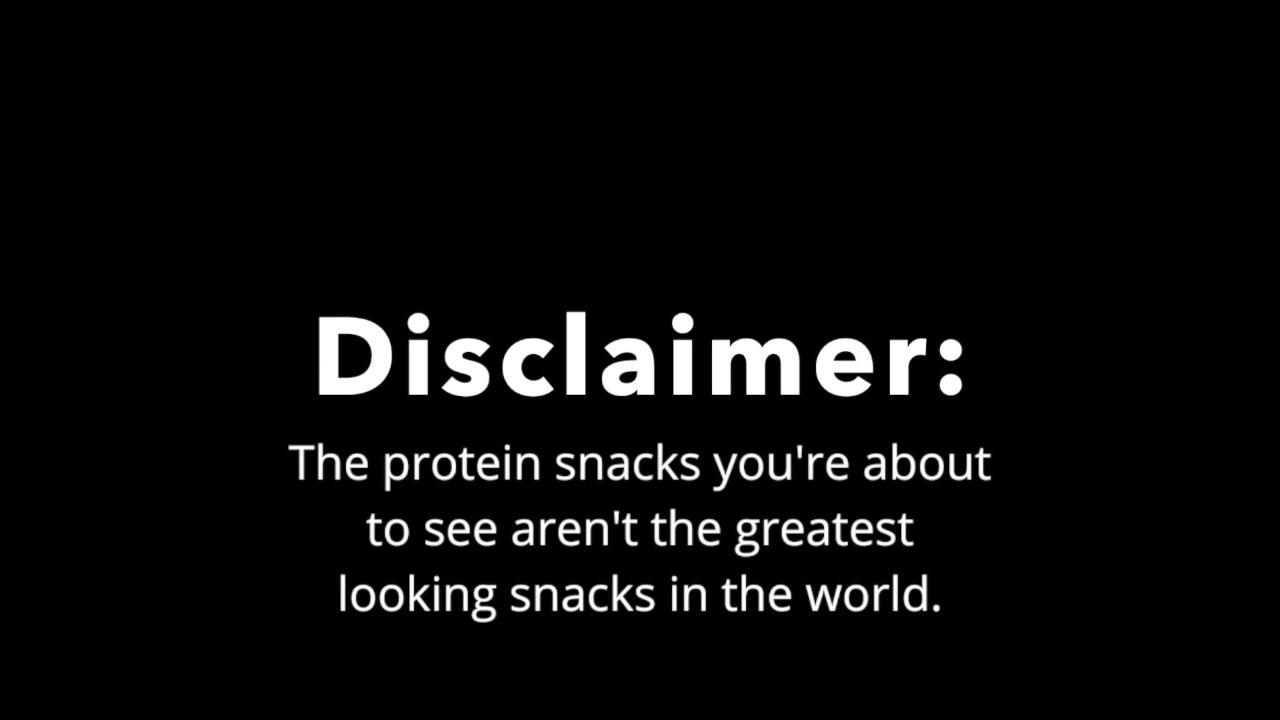 Disclaimer:
The protein snacks you're about
to see aren't the greatest
looking snacks in the world.